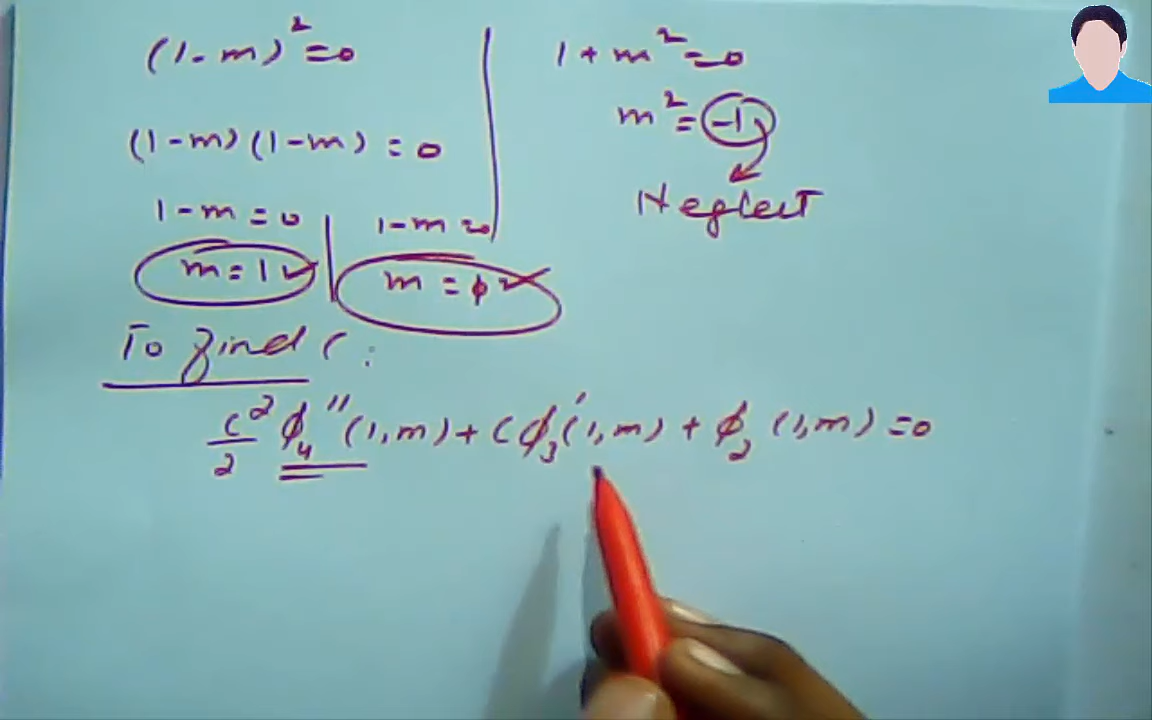 (1-m)²=0
(1-m)(1-m)=0
1-m=0 | 1-m=0
m=1✓ | m=1✓
1+m²=0
m²=-1
Neglect
To find C:
C²/2 ϕ₄''(1,m)+Cϕ₃'(1,m)+ϕ₂(1,m)=0